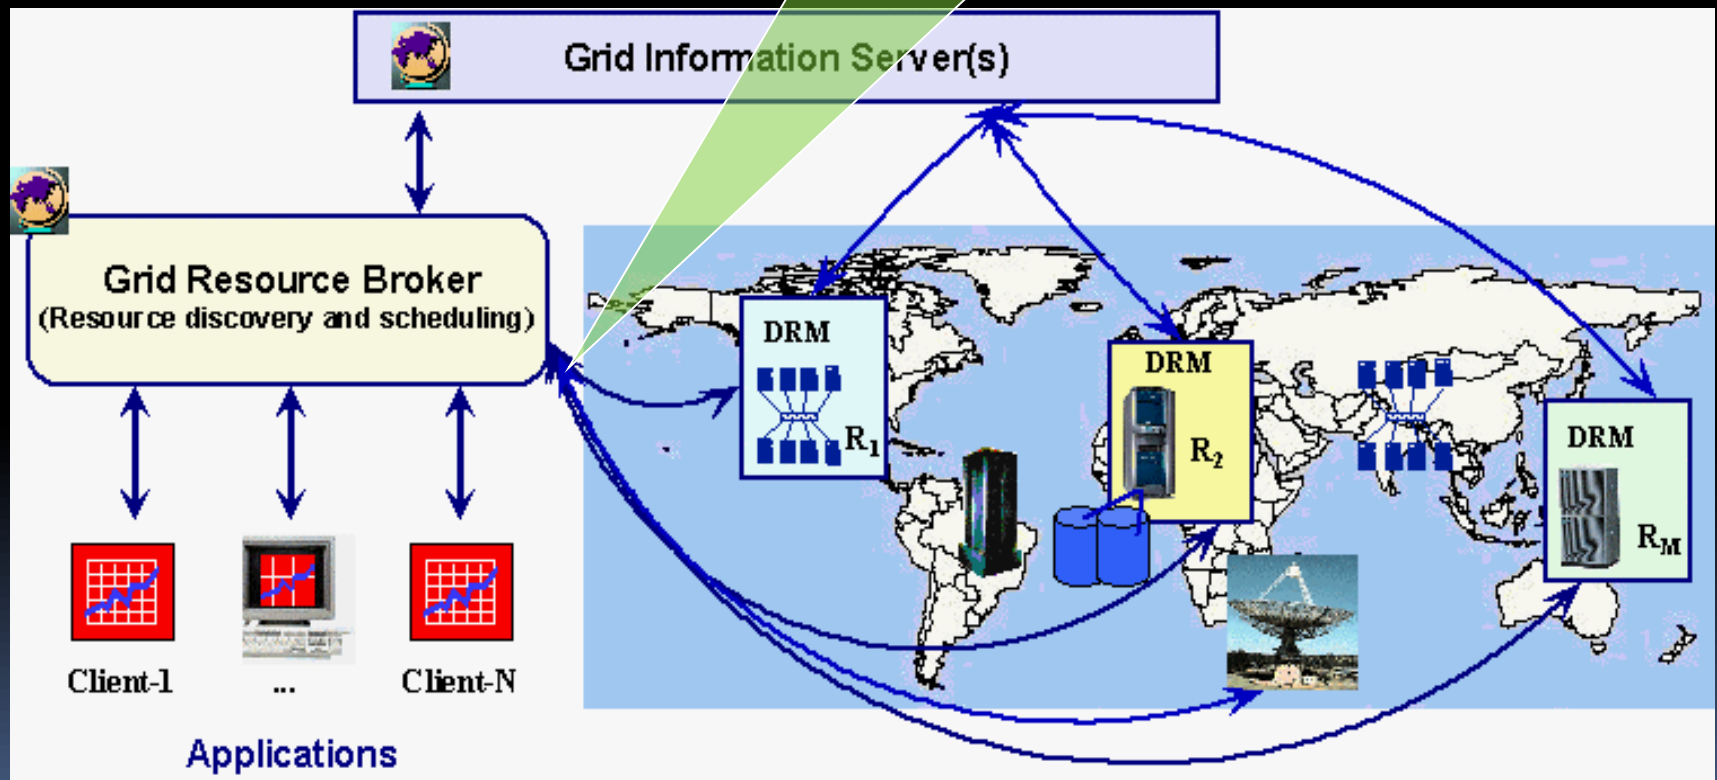 Grid Information Server(s)
Grid Resource Broker
(Resource discovery and scheduling)
DRM
R1
DRM
R2
DRM
RM
Client-1
...
Client-N
Applications